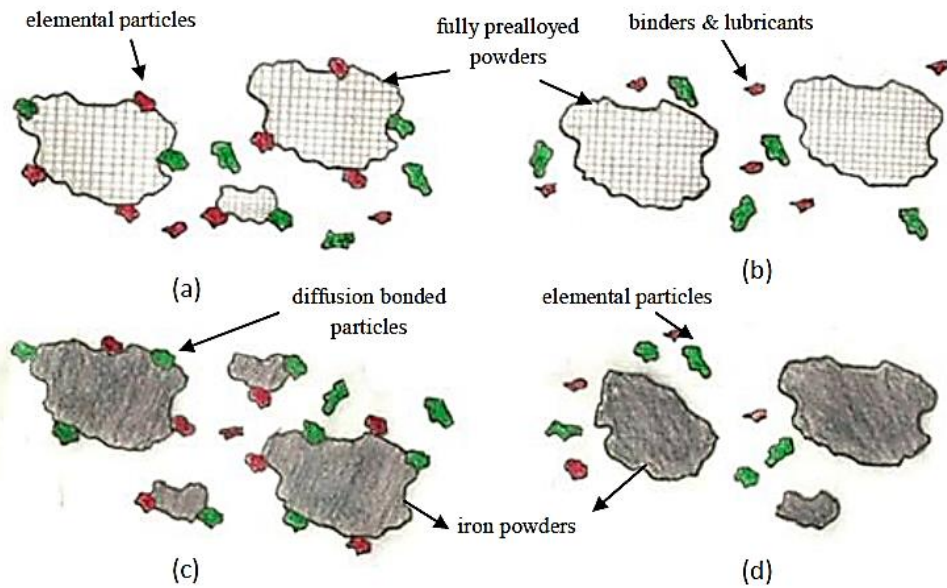 elemental particles
fully prealloyed
powders
binders & lubricants
(a)
(b)
diffusion bonded
particles
elemental particles
iron powders
(c)
(d)